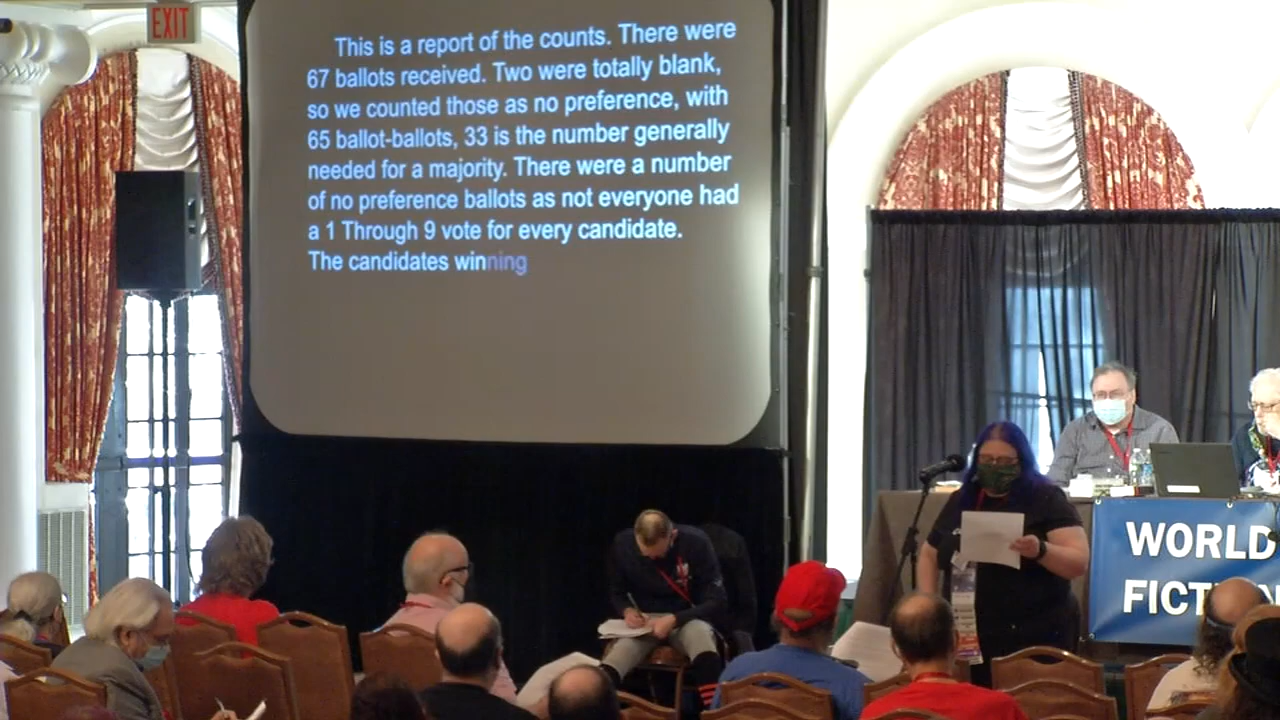 EXIT
This is a report of the counts. There were
67 ballots received. Two were totally blank,
so we counted those as no preference, with
65 ballot-ballots, 33 is the number generally
needed for a majority. There were a number
of no preference ballots as not everyone had
a 1 Through 9 vote for every candidate.
The candidates winning
WORLD
FICT